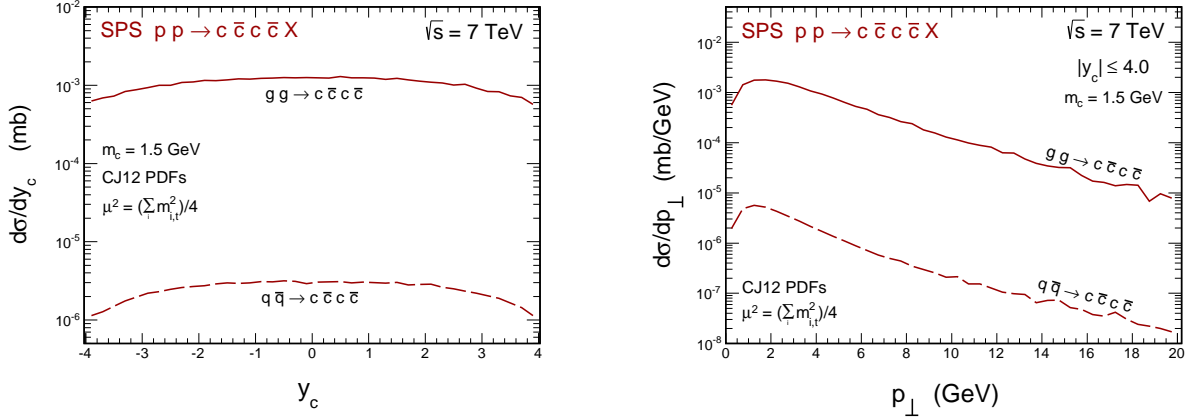 SPS p p → c c̄ c c̄ X
√s = 7 TeV
g g → c c̄ c c̄
m_c = 1.5 GeV
CJ12 PDFs
μ² = (∑_i m²_{i,t})/4
q q̄ → c c̄ c c̄
dσ/dy_c (mb)
10⁻²
10⁻³
10⁻⁴
10⁻⁵
10⁻⁶
-4 -3 -2 -1 0 1 2 3 4
y_c
SPS p p → c c̄ c c̄ X
√s = 7 TeV
|y_c| ≤ 4.0
m_c = 1.5 GeV
g g → c c̄ c c̄
q q̄ → c c̄ c c̄
CJ12 PDFs
μ² = (∑_i m²_{i,t})/4
dσ/dp_⊥ (mb/GeV)
10⁻²
10⁻³
10⁻⁴
10⁻⁵
10⁻⁶
10⁻⁷
10⁻⁸
0 2 4 6 8 10 12 14 16 18 20
p_⊥ (GeV)